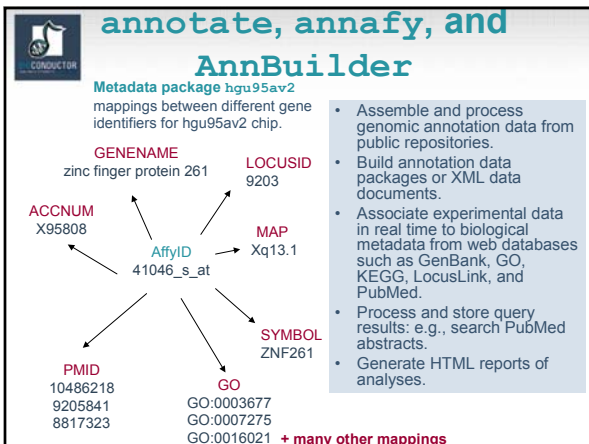 annotate, annafy, and
AnnBuilder
CONDUCTOR
Metadata package hgu95av2
mappings between different gene
identifiers for hgu95av2 chip.
GENENAME
zinc finger protein 261
LOCUSID
9203
ACCNUM
X95808
MAP
Xq13.1
AffyID
41046_s_at
SYMBOL
ZNF261
PMID
10486218
9205841
8817323
GO
GO:0003677
GO:0007275
GO:0016021
+ many other mappings
• Assemble and process
genomic annotation data from
public repositories.
• Build annotation data
packages or XML data
documents.
• Associate experimental data
in real time to biological
metadata from web databases
such as GenBank, GO,
KEGG, LocusLink, and
PubMed.
• Process and store query
results: e.g., search PubMed
abstracts.
• Generate HTML reports of
analyses.